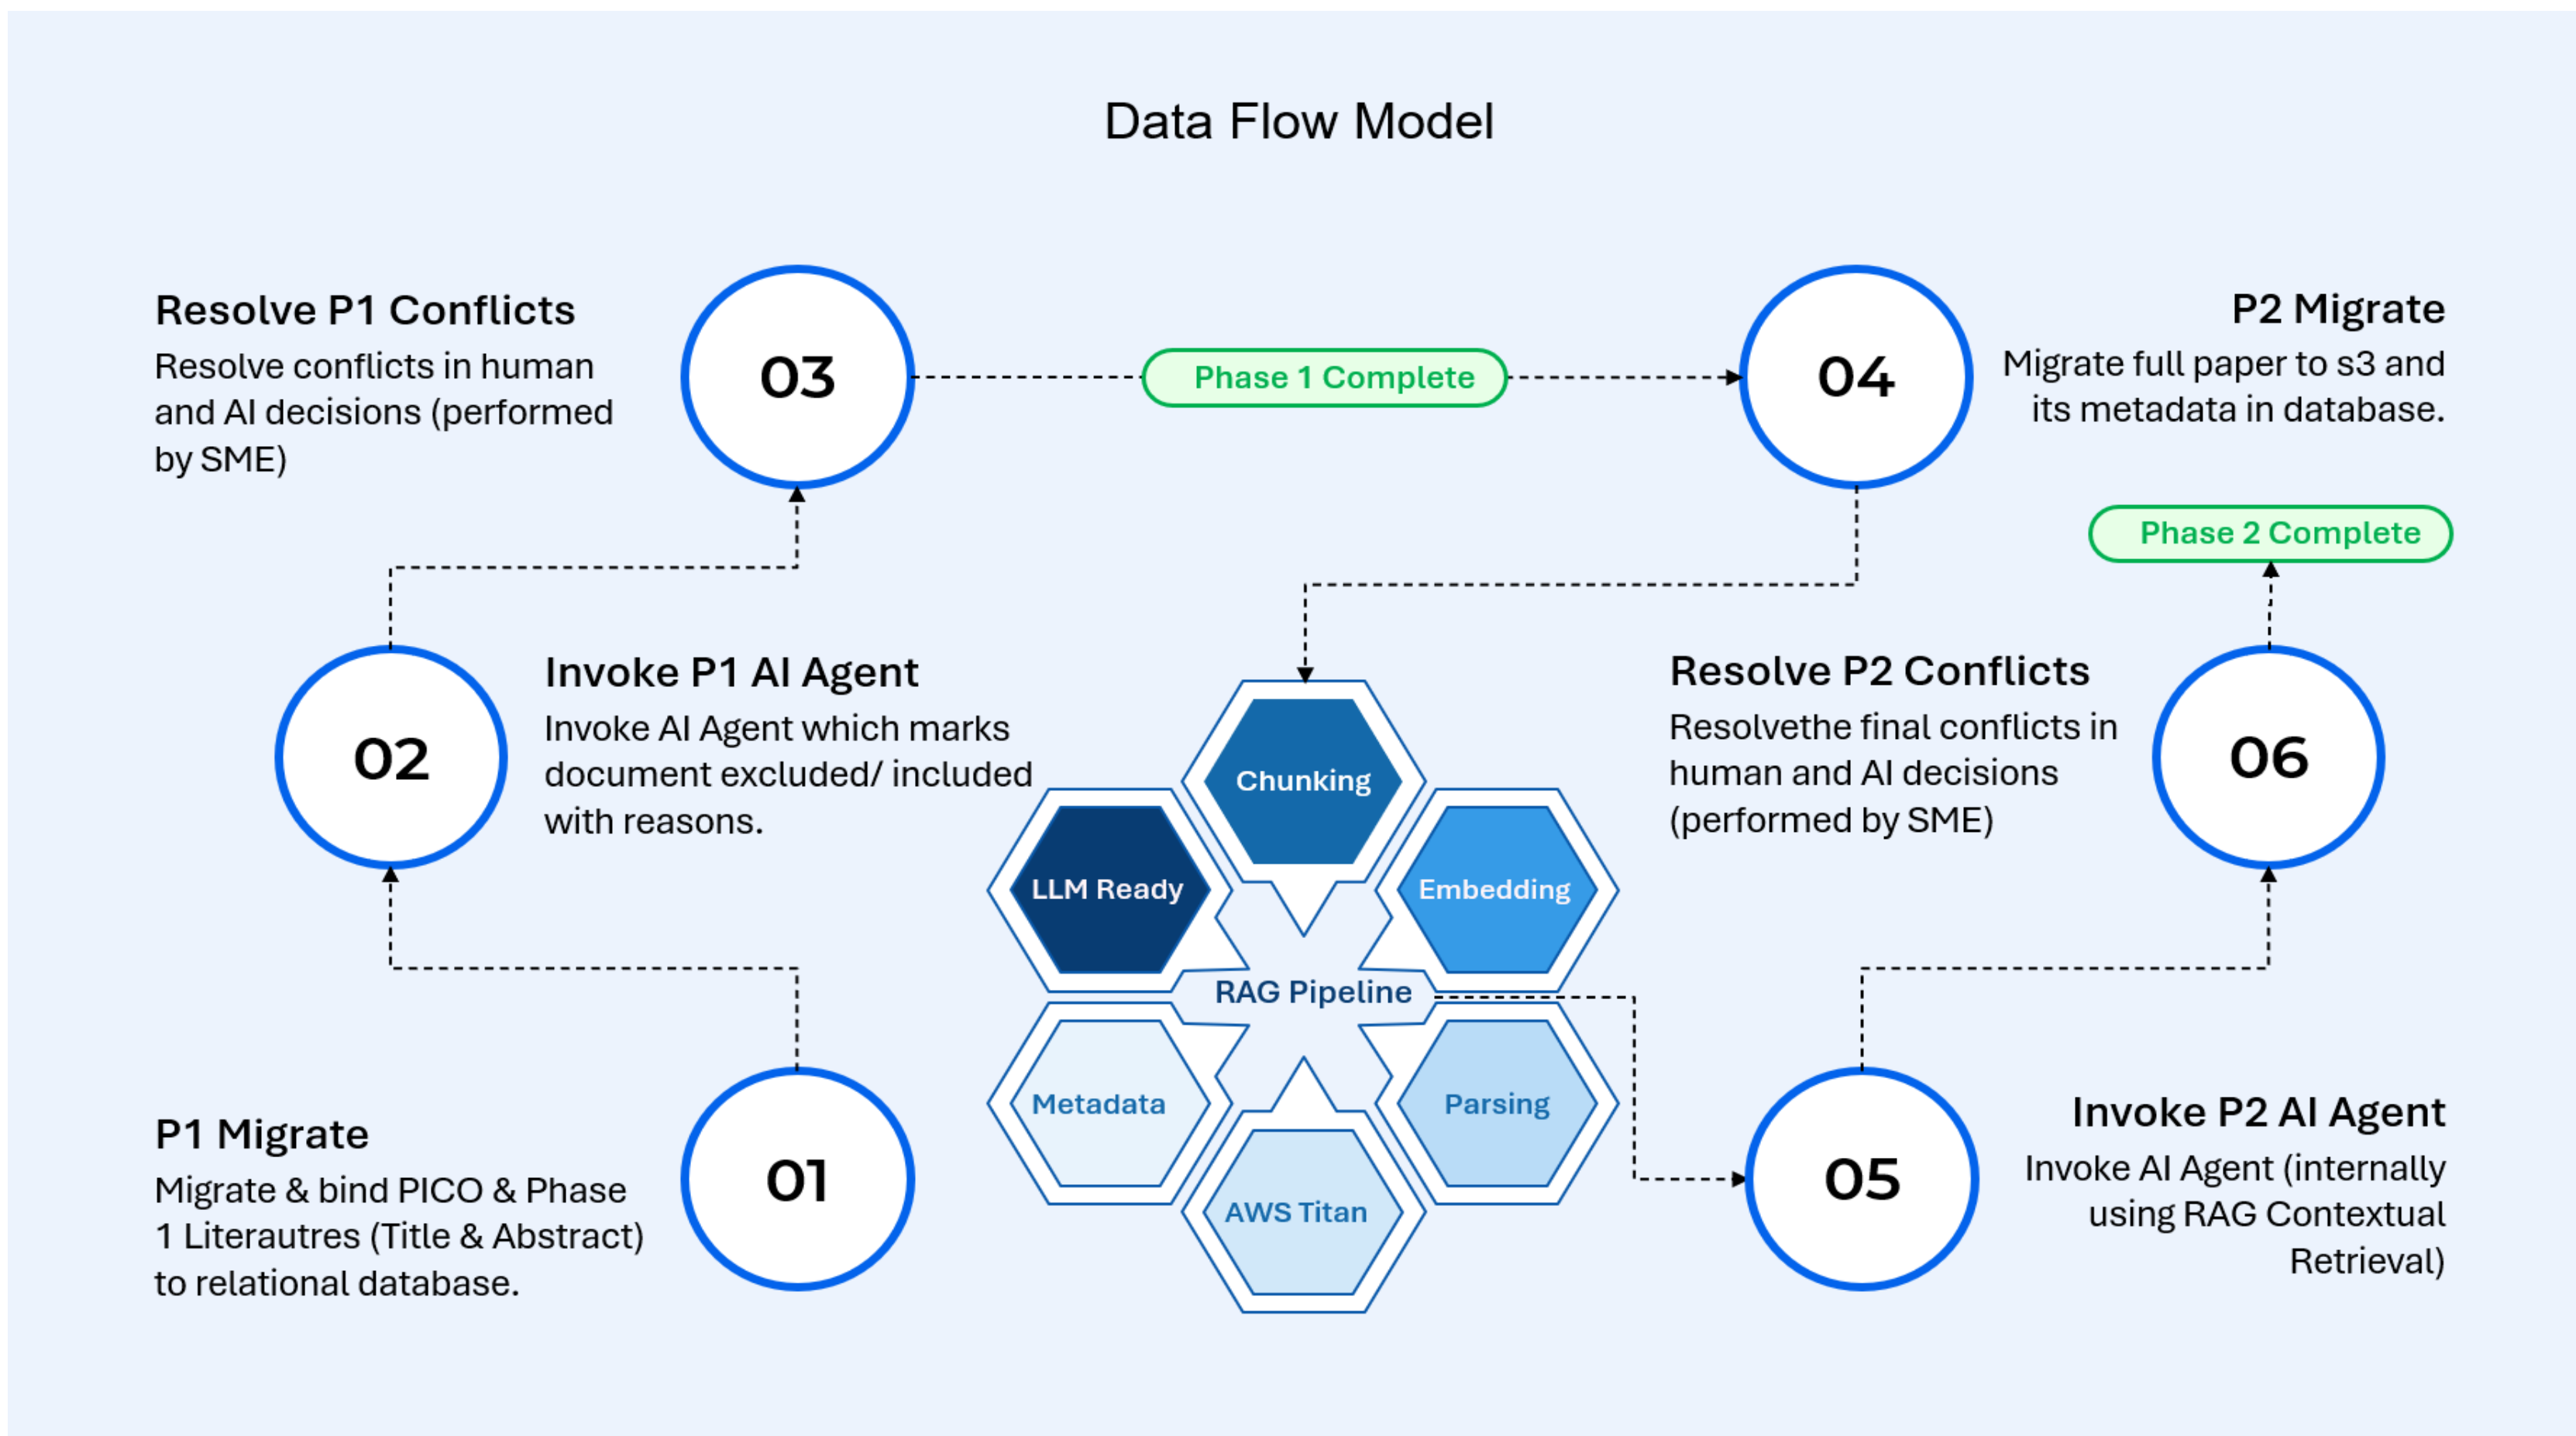 Data Flow Model
Resolve P1 Conflicts
Resolve conflicts in human
and AI decisions (performed
by SME)
03
Phase 1 Complete
04
P2 Migrate
Migrate full paper to s3 and
its metadata in database.
Phase 2 Complete
02
Invoke P1 AI Agent
Invoke AI Agent which marks
document excluded/ included
with reasons.
Resolve P2 Conflicts
Resolvethe final conflicts in
human and AI decisions
(performed by SME)
06
Chunking
LLM Ready
Embedding
RAG Pipeline
Metadata
Parsing
AWS Titan
P1 Migrate
Migrate & bind PICO & Phase
1 Literautres (Title & Abstract)
to relational database.
01
05
Invoke P2 AI Agent
Invoke AI Agent (internally
using RAG Contextual
Retrieval)